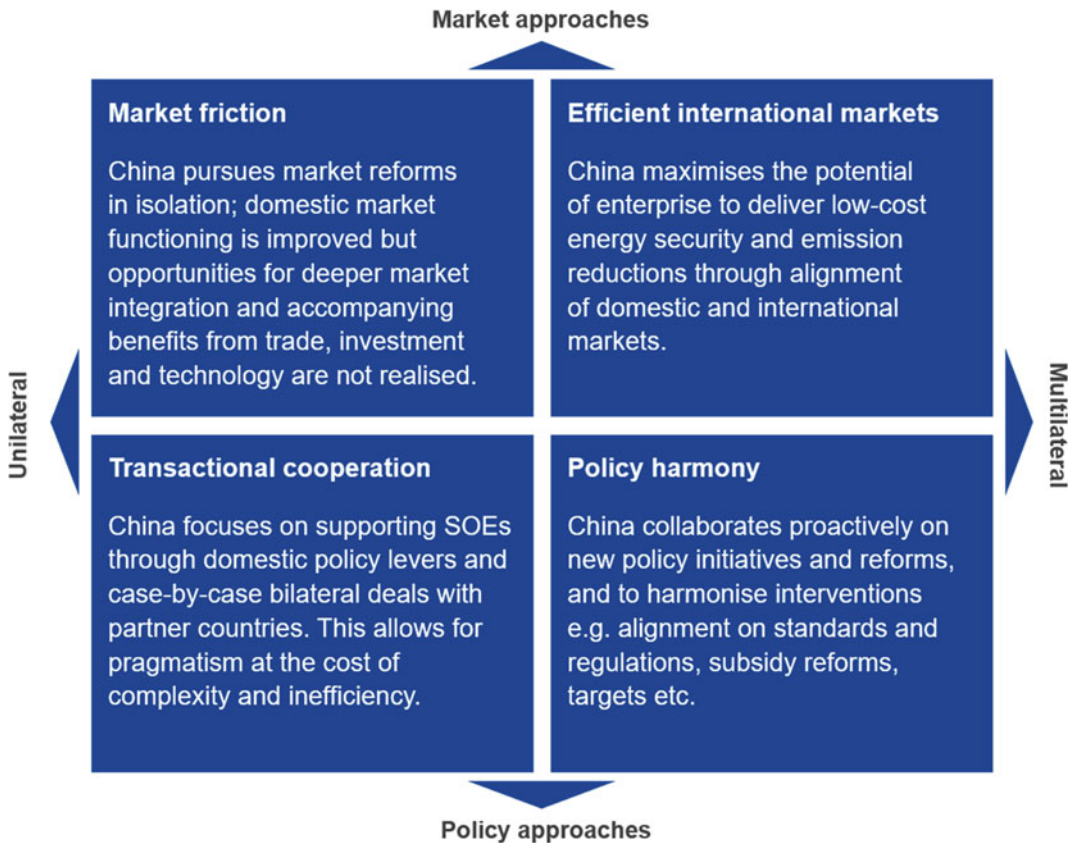 Market approaches
Market friction
China pursues market reforms
in isolation; domestic market
functioning is improved but
opportunities for deeper market
integration and accompanying
benefits from trade, investment
and technology are not realised.
Efficient international markets
China maximises the potential
of enterprise to deliver low-cost
energy security and emission
reductions through alignment
of domestic and international
markets.
Unilateral
Multilateral
Transactional cooperation
China focuses on supporting SOEs
through domestic policy levers and
case-by-case bilateral deals with
partner countries. This allows for
pragmatism at the cost of
complexity and inefficiency.
Policy harmony
China collaborates proactively on
new policy initiatives and reforms,
and to harmonise interventions
e.g. alignment on standards and
regulations, subsidy reforms,
targets etc.
Policy approaches